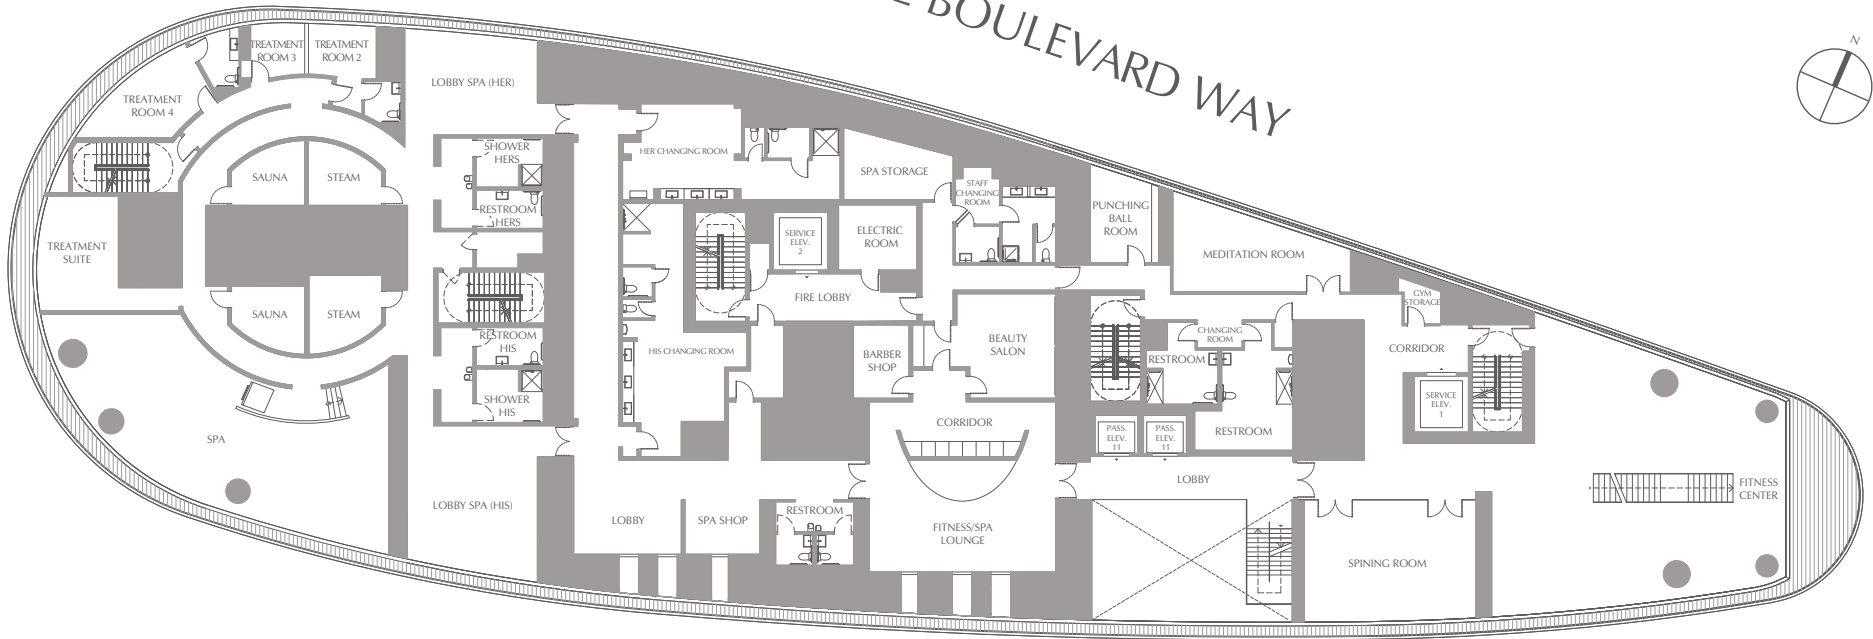 BOULEVARD WAY
N
TREATMENT
ROOM 3
TREATMENT
ROOM 2
TREATMENT
ROOM 4
LOBBY SPA (HER)
SAUNA
STEAM
SHOWER
HERS
RESTROOM
HERS
TREATMENT
SUITE
SAUNA
STEAM
RESTROOM
HIS
SHOWER
HIS
SPA
LOBBY SPA (HIS)
HER CHANGING ROOM
SPA STORAGE
STAFF
CHANGING
ROOM
SERVICE
ELEV.
2
ELECTRIC
ROOM
FIRE LOBBY
HIS CHANGING ROOM
BARBER
SHOP
BEAUTY
SALON
CORRIDOR
LOBBY
SPA SHOP
RESTROOM
FITNESS/SPA
LOUNGE
PUNCHING
BALL
ROOM
MEDITATION ROOM
GYM
STORAGE
CHANGING
ROOM
RESTROOM
CORRIDOR
SERVICE
ELEV.
1
PASS.
ELEV.
11
PASS.
ELEV.
11
RESTROOM
LOBBY
SPINING ROOM
FITNESS
CENTER